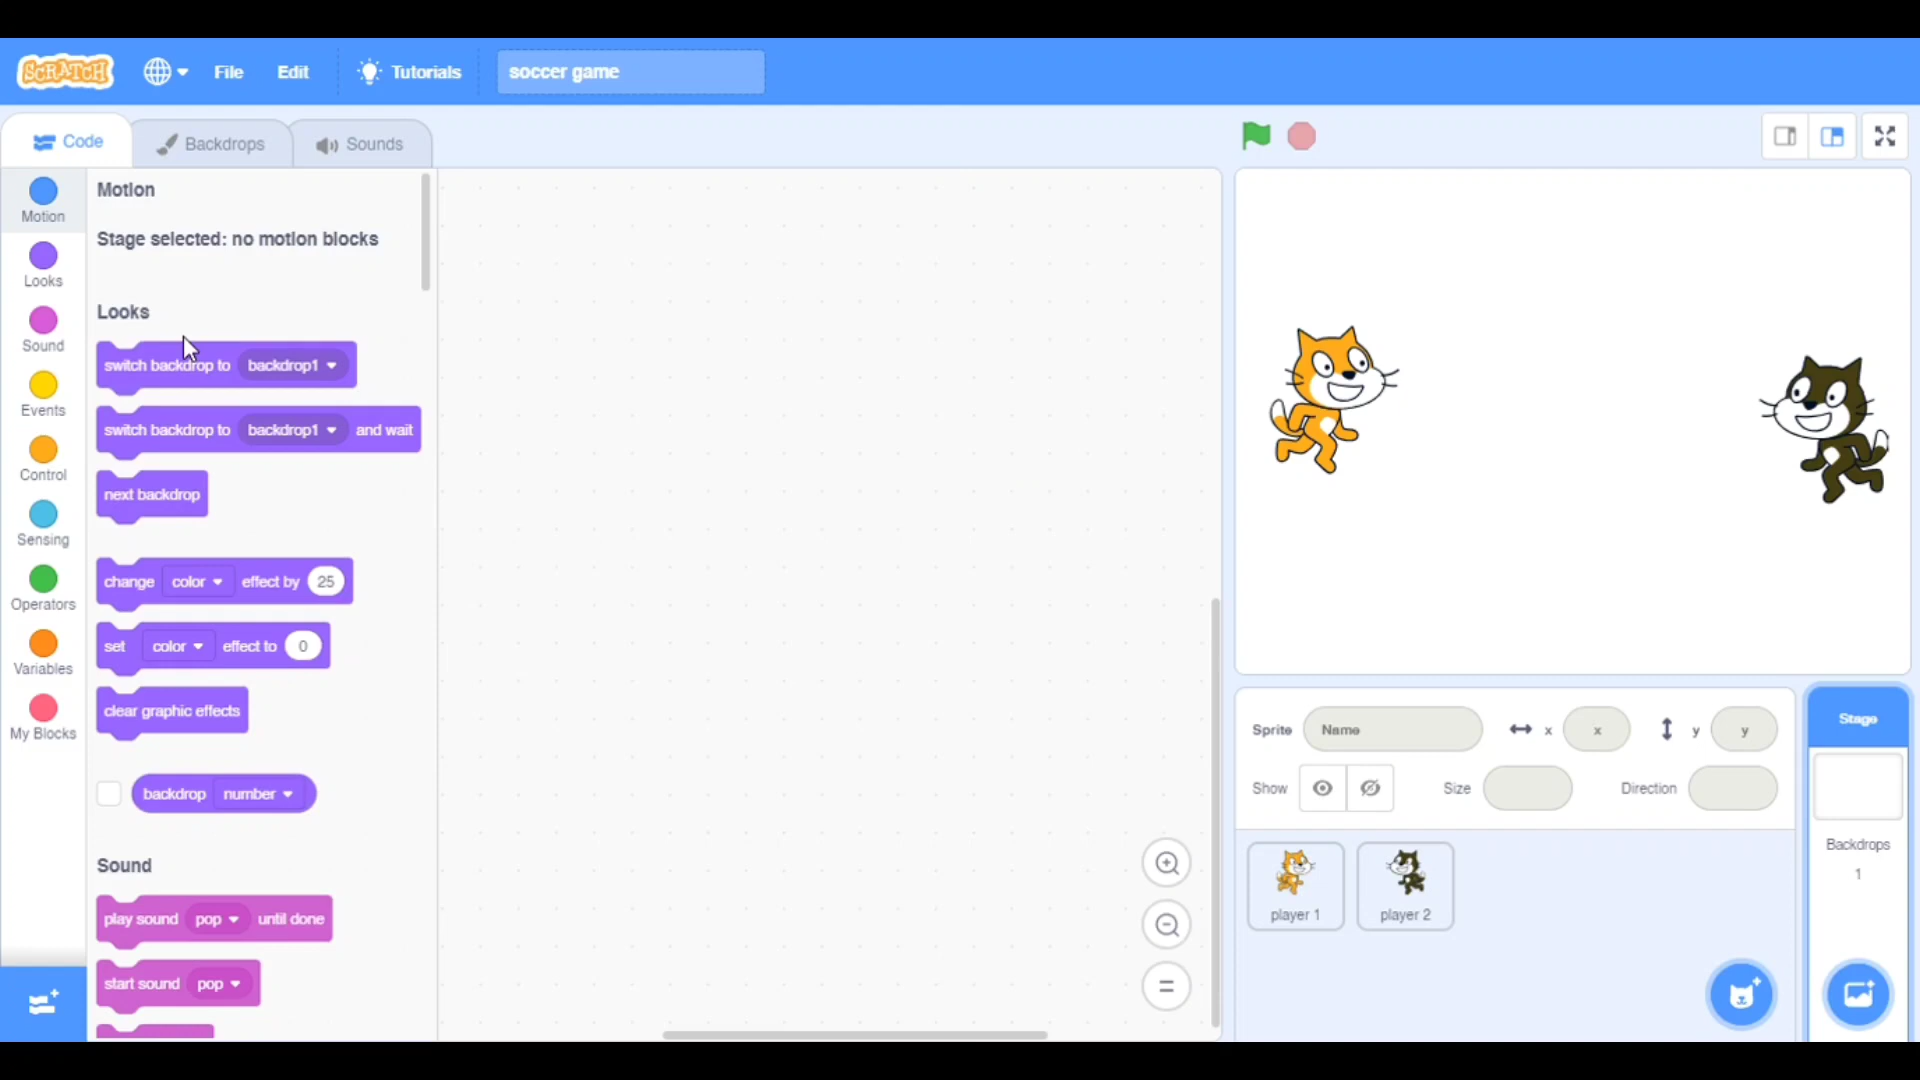 SCRATCH
File
Edit
Tutorials
soccer game
Code
Backdrops
Sounds
Motion
Looks
Sound
Events
Control
Sensing
Operators
Variables
My Blocks
Motion
Stage selected: no motion blocks
Looks
switch backdrop to backdrop1
switch backdrop to backdrop1 and wait
next backdrop
change color effect by 25
set color effect to 0
clear graphic effects
backdrop number
Sound
play sound pop until done
start sound pop
Sprite Name x x y y
Show Size Direction
player 1
player 2
Stage
Backdrops
1